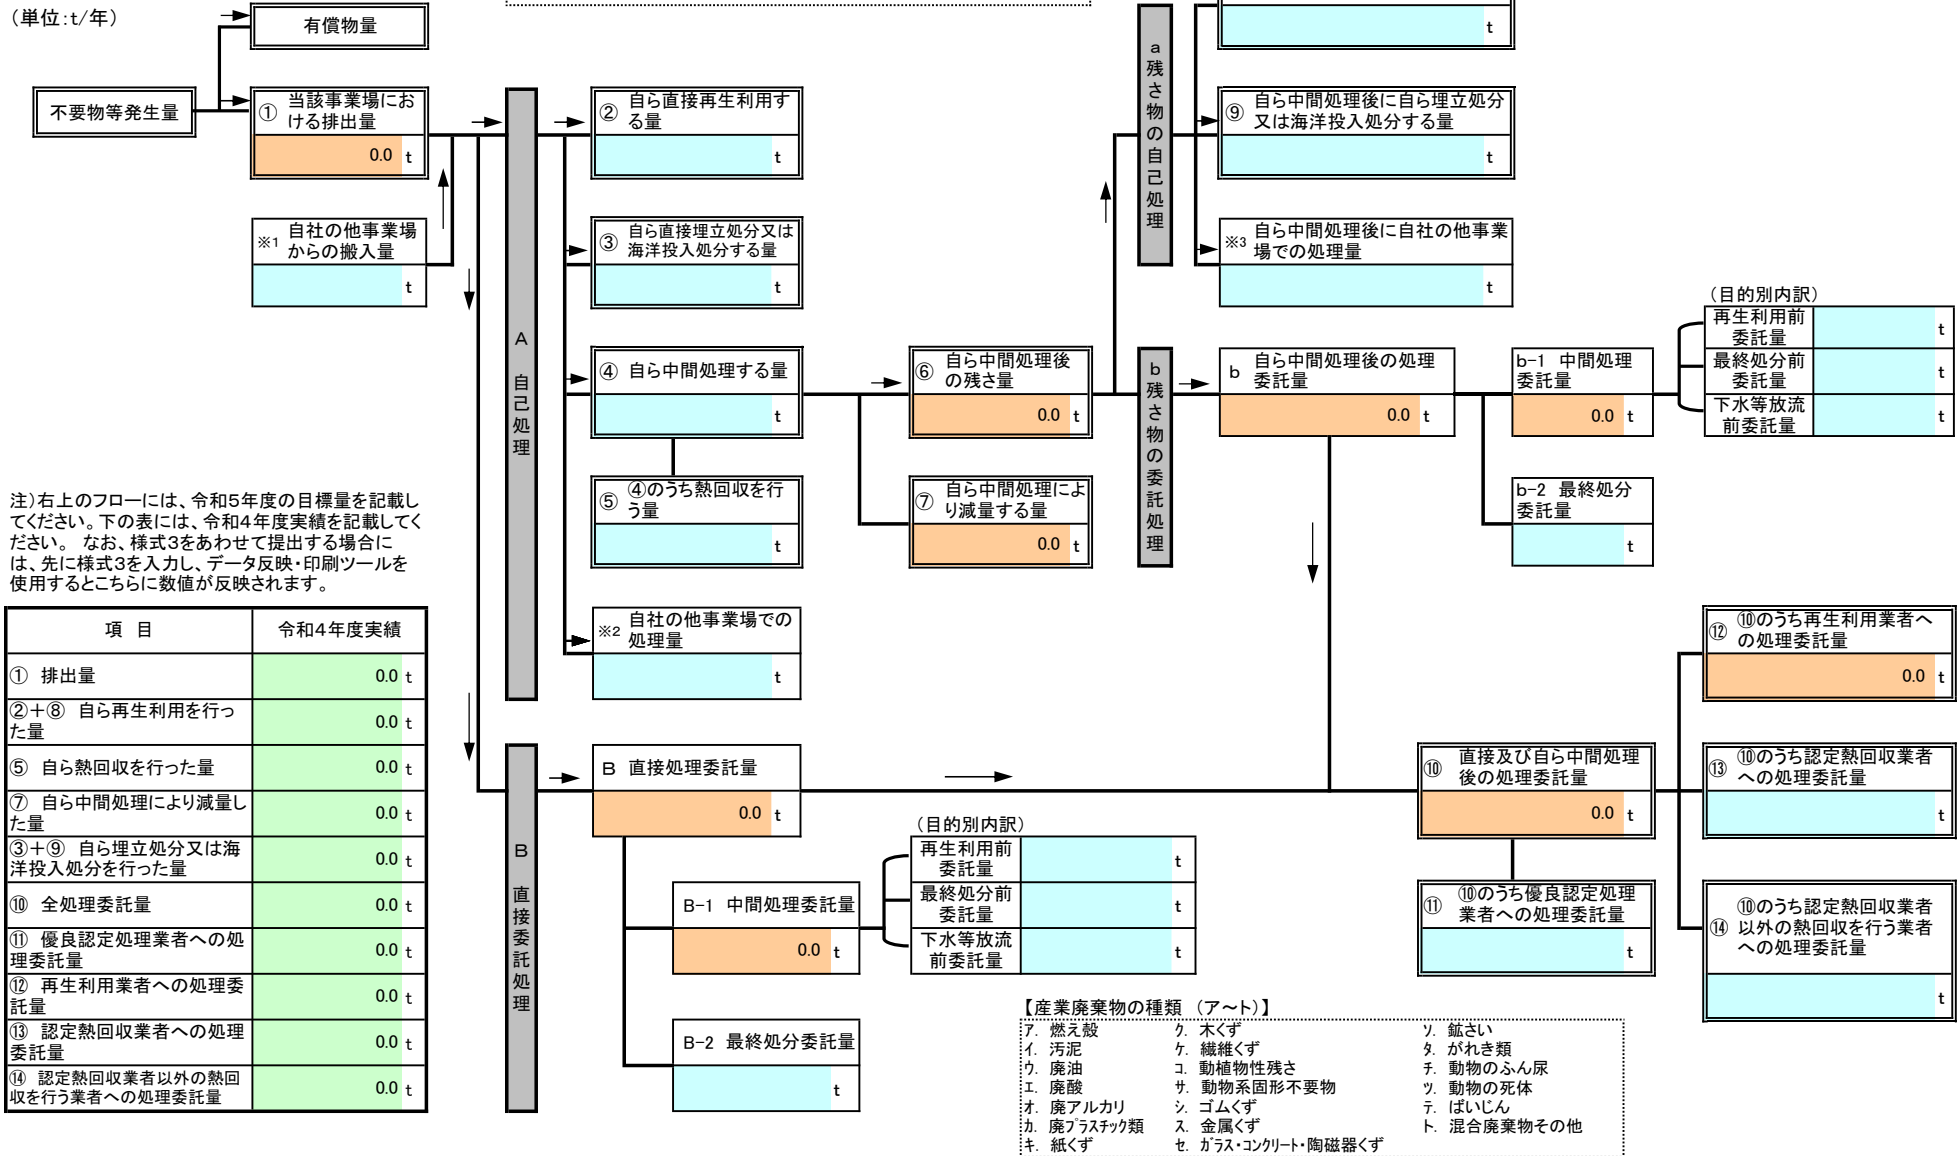 (単位:t/年)
有償物量
不要物等発生量
① 当該事業場にお
ける排出量
0.0 t
※1 自社の他事業場
からの搬入量
t
A 自己処理
② 自ら直接再生利用す
る量
t
③ 自ら直接埋立処分又は
海洋投入処分する量
t
④ 自ら中間処理する量
t
⑤ ④のうち熱回収を行
う量
t
※2 自社の他事業場での
処理量
t
⑥ 自ら中間処理後
の残さ量
0.0 t
⑦ 自ら中間処理によ
り減量する量
0.0 t
a 残さ物の自己処理
t
⑨ 自ら中間処理後に自ら埋立処分
又は海洋投入処分する量
t
※3 自ら中間処理後に自社の他事業
場での処理量
t
b 残さ物の委託処理
b 自ら中間処理後の処理
委託量
0.0 t
b-1 中間処理
委託量
0.0 t
(目的別内訳)
再生利用前
委託量
t
最終処分前
委託量
t
下水等放流
前委託量
t
b-2 最終処分
委託量
t
注)右上のフローには、令和5年度の目標量を記載し
てください。下の表には、令和4年度実績を記載してく
ださい。 なお、様式3をあわせて提出する場合に
は、先に様式3を入力し、データ反映・印刷ツールを
使用するとこちらに数値が反映されます。
項 目 令和4年度実績
① 排出量 0.0 t
②+⑧ 自ら再生利用を行っ
た量 0.0 t
⑤ 自ら熱回収を行った量 0.0 t
⑦ 自ら中間処理により減量し
た量 0.0 t
③+⑨ 自ら埋立処分又は海
洋投入処分を行った量 0.0 t
⑩ 全処理委託量 0.0 t
⑪ 優良認定処理業者への処
理委託量 0.0 t
⑫ 再生利用業者への処理委
託量 0.0 t
⑬ 認定熱回収業者への処理
委託量 0.0 t
⑭ 認定熱回収業者以外の熱回
収を行う業者への処理委託量 0.0 t
B 直接委託処理
B 直接処理委託量
0.0 t
B-1 中間処理委託量
0.0 t
(目的別内訳)
再生利用前
委託量
t
最終処分前
委託量
t
下水等放流
前委託量
t
B-2 最終処分委託量
t
⑩ 直接及び自ら中間処理
後の処理委託量
0.0 t
⑪ ⑩のうち優良認定処理
業者への処理委託量
t
⑫ ⑩のうち再生利用業者へ
の処理委託量
0.0 t
⑬ ⑩のうち認定熱回収業者
への処理委託量
t
⑭ ⑩のうち認定熱回収業者
以外の熱回収を行う業者
への処理委託量
t
【産業廃棄物の種類 (ア~ト)】
ア. 燃え殻 ク. 木くず ソ. 鉱さい
イ. 汚泥 ケ. 繊維くず タ. がれき類
ウ. 廃油 コ. 動植物性残さ チ. 動物のふん尿
エ. 廃酸 サ. 動物系固形不要物 ツ. 動物の死体
オ. 廃アルカリ シ. ゴムくず テ. ばいじん
カ. 廃プラスチック類 ス. 金属くず ト. 混合廃棄物その他
キ. 紙くず セ. ガラス・コンクリート・陶磁器くず